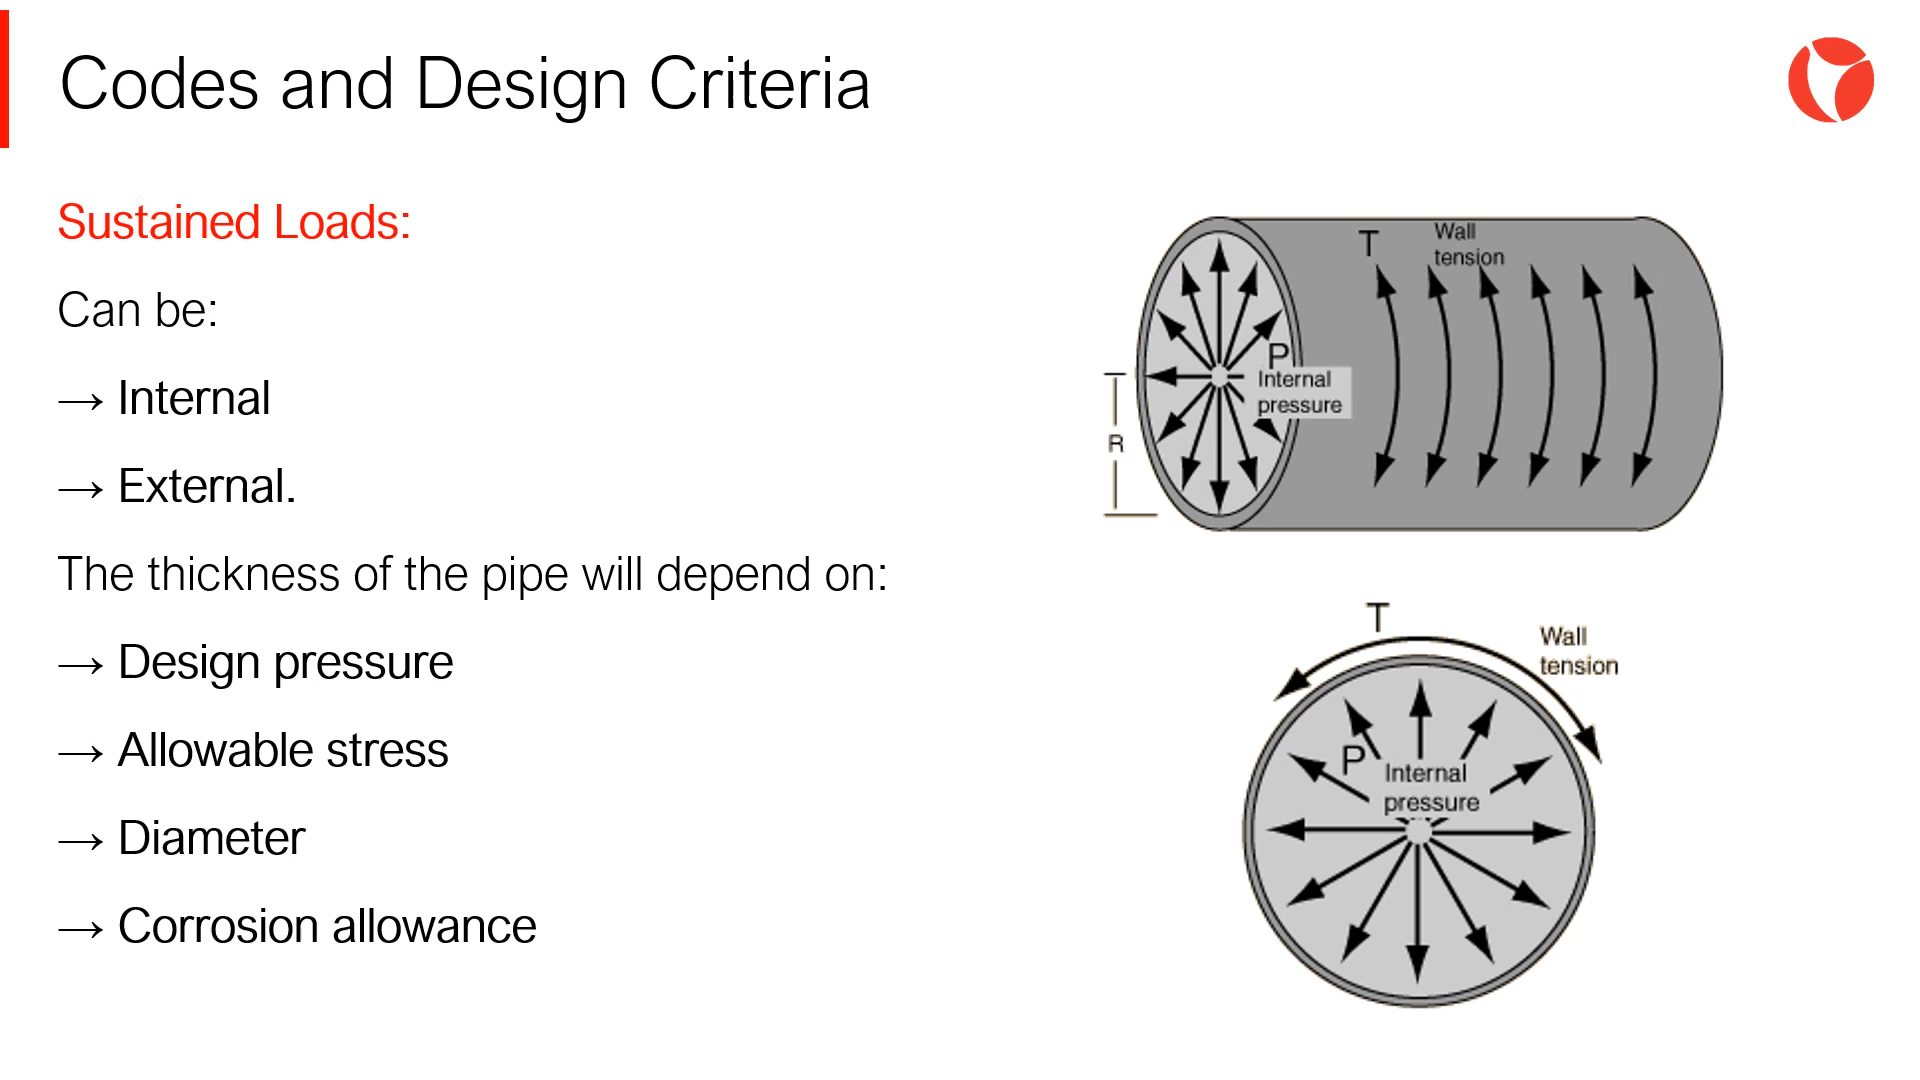 Codes and Design Criteria
Sustained Loads:
Can be:
→ Internal
→ External.
The thickness of the pipe will depend on:
→ Design pressure
→ Allowable stress
→ Diameter
→ Corrosion allowance
T
Wall
tension
P
Internal
pressure
R
T
Wall
tension
P
Internal
pressure